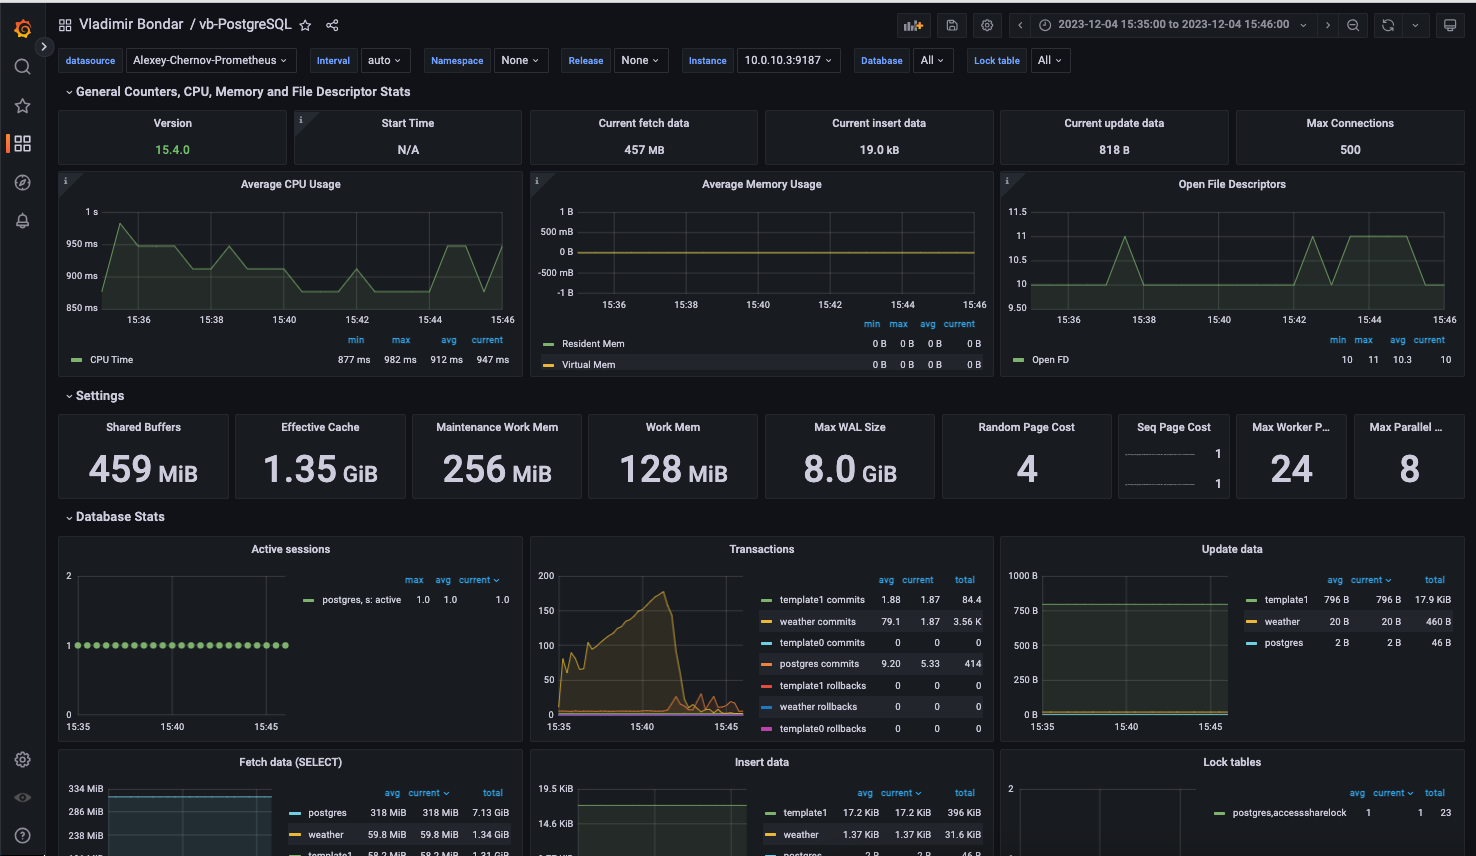 Vladimir Bondar / vb-PostgreSQL
2023-12-04 15:35:00 to 2023-12-04 15:46:00
datasource Alexey-Chernov-Prometheus Interval auto Namespace None Release None Instance 10.0.10.3:9187 Database All Lock table All
General Counters, CPU, Memory and File Descriptor Stats
Version
15.4.0
Start Time
N/A
Current fetch data
457 MB
Current insert data
19.0 kB
Current update data
818 B
Max Connections
500
Average CPU Usage
1 s
950 ms
900 ms
850 ms
15:36 15:38 15:40 15:42 15:44 15:46
min max avg current
CPU Time 877 ms 982 ms 912 ms 947 ms
Average Memory Usage
1 B
500 mB
0 B
-500 mB
-1 B
15:36 15:38 15:40 15:42 15:44 15:46
min max avg current
Resident Mem 0 B 0 B 0 B 0 B
Virtual Mem 0 B 0 B 0 B 0 B
Open File Descriptors
11.5
11
10.5
10
9.50
15:36 15:38 15:40 15:42 15:44 15:46
min max avg current
Open FD 10 11 10.3 10
Settings
Shared Buffers
459 MiB
Effective Cache
1.35 GiB
Maintenance Work Mem
256 MiB
Work Mem
128 MiB
Max WAL Size
8.0 GiB
Random Page Cost
4
Seq Page Cost
1
1
Max Worker P...
24
Max Parallel ...
8
Database Stats
Active sessions
2
1
0
15:35 15:40 15:45
max avg current
postgres, s: active 1.0 1.0 1.0
Transactions
200
150
100
50
0
15:35 15:40 15:45
avg current total
template1 commits 1.88 1.87 84.4
weather commits 79.1 1.87 3.56 K
template0 commits 0 0 0
postgres commits 9.20 5.33 414
template1 rollbacks 0 0 0
weather rollbacks 0 0 0
template0 rollbacks 0 0 0
Update data
1000 B
750 B
500 B
250 B
0 B
15:35 15:40 15:45
avg current total
template1 796 B 796 B 17.9 KiB
weather 20 B 20 B 460 B
postgres 2 B 2 B 46 B
Fetch data (SELECT)
334 MiB
286 MiB
238 MiB
avg current total
postgres 318 MiB 318 MiB 7.13 GiB
weather 59.8 MiB 59.8 MiB 1.34 GiB
template1 58.2 MiB 58.2 MiB 1.31 GiB
Insert data
19.5 KiB
14.6 KiB
avg current total
template1 17.2 KiB 17.2 KiB 396 KiB
weather 1.37 KiB 1.37 KiB 31.6 KiB
postgres 2 B 2 B 46 B
Lock tables
2
avg current total
postgres,accesssharelock 1 1 23